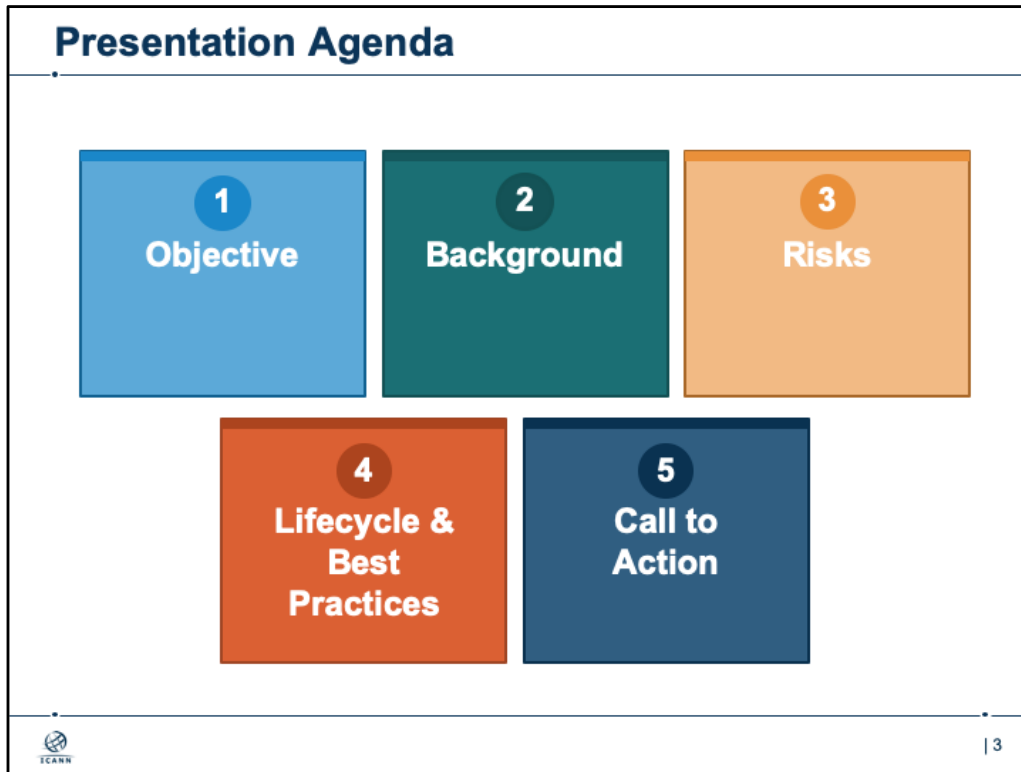 Presentation Agenda
1
Objective
2
Background
3
Risks
4
Lifecycle &
Best
Practices
5
Call to
Action
ICANN
| 3